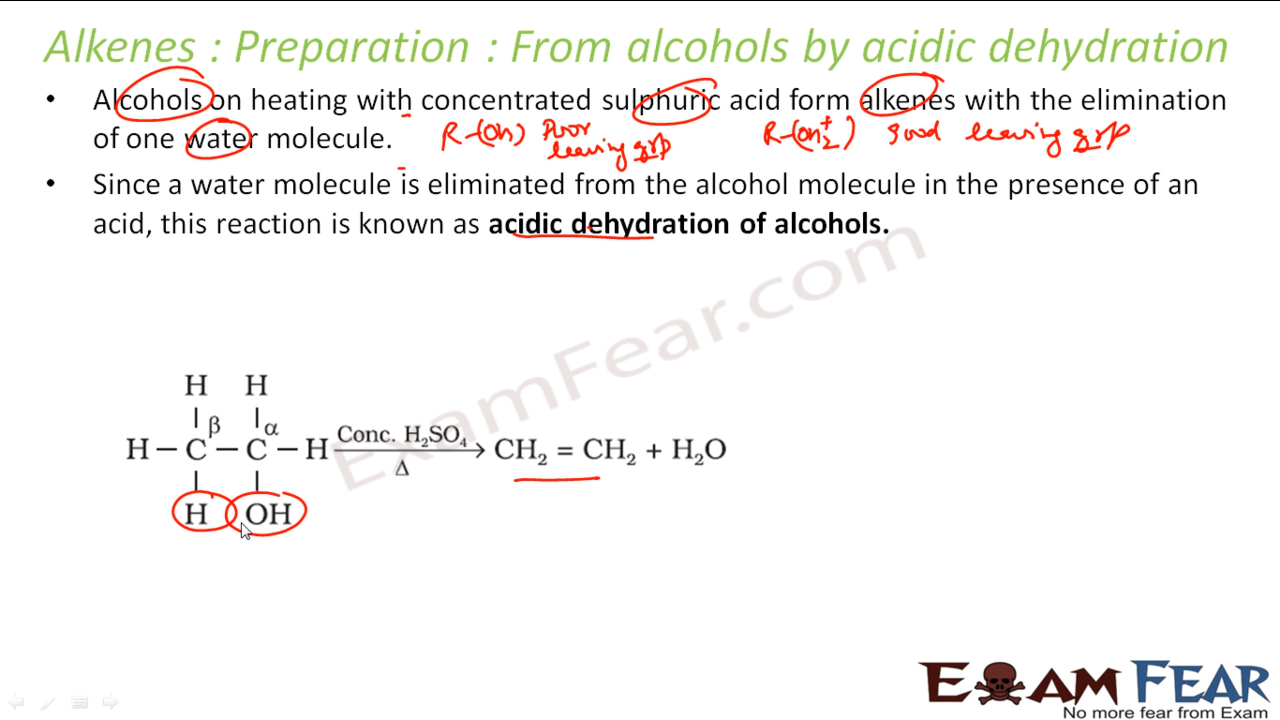 Alkenes : Preparation : From alcohols by acidic dehydration
• Alcohols on heating with concentrated sulphuric acid form alkenes with the elimination
of one water molecule.
R-(OH) Poor leaving grp
R-(OH₂⁺) good leaving grp
• Since a water molecule is eliminated from the alcohol molecule in the presence of an
acid, this reaction is known as acidic dehydration of alcohols.
ExamFear.com
H H
β α
H – C – C – H Conc. H₂SO₄ → CH₂ = CH₂ + H₂O
Δ
H OH
EXAM FEAR
No more fear from Exam